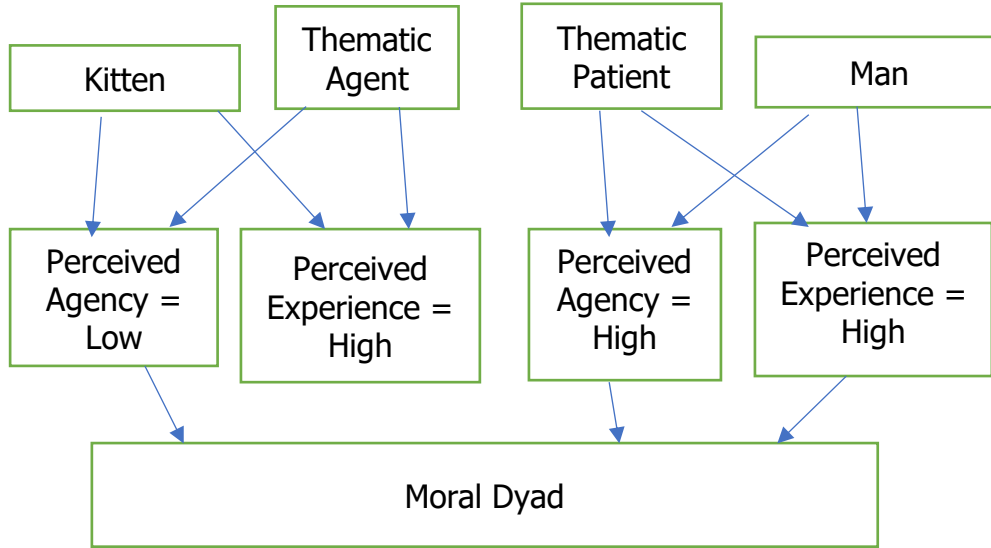 Kitten
Thematic
Agent
Thematic
Patient
Man
Perceived
Agency =
Low
Perceived
Experience =
High
Perceived
Agency =
High
Perceived
Experience =
High
Moral Dyad